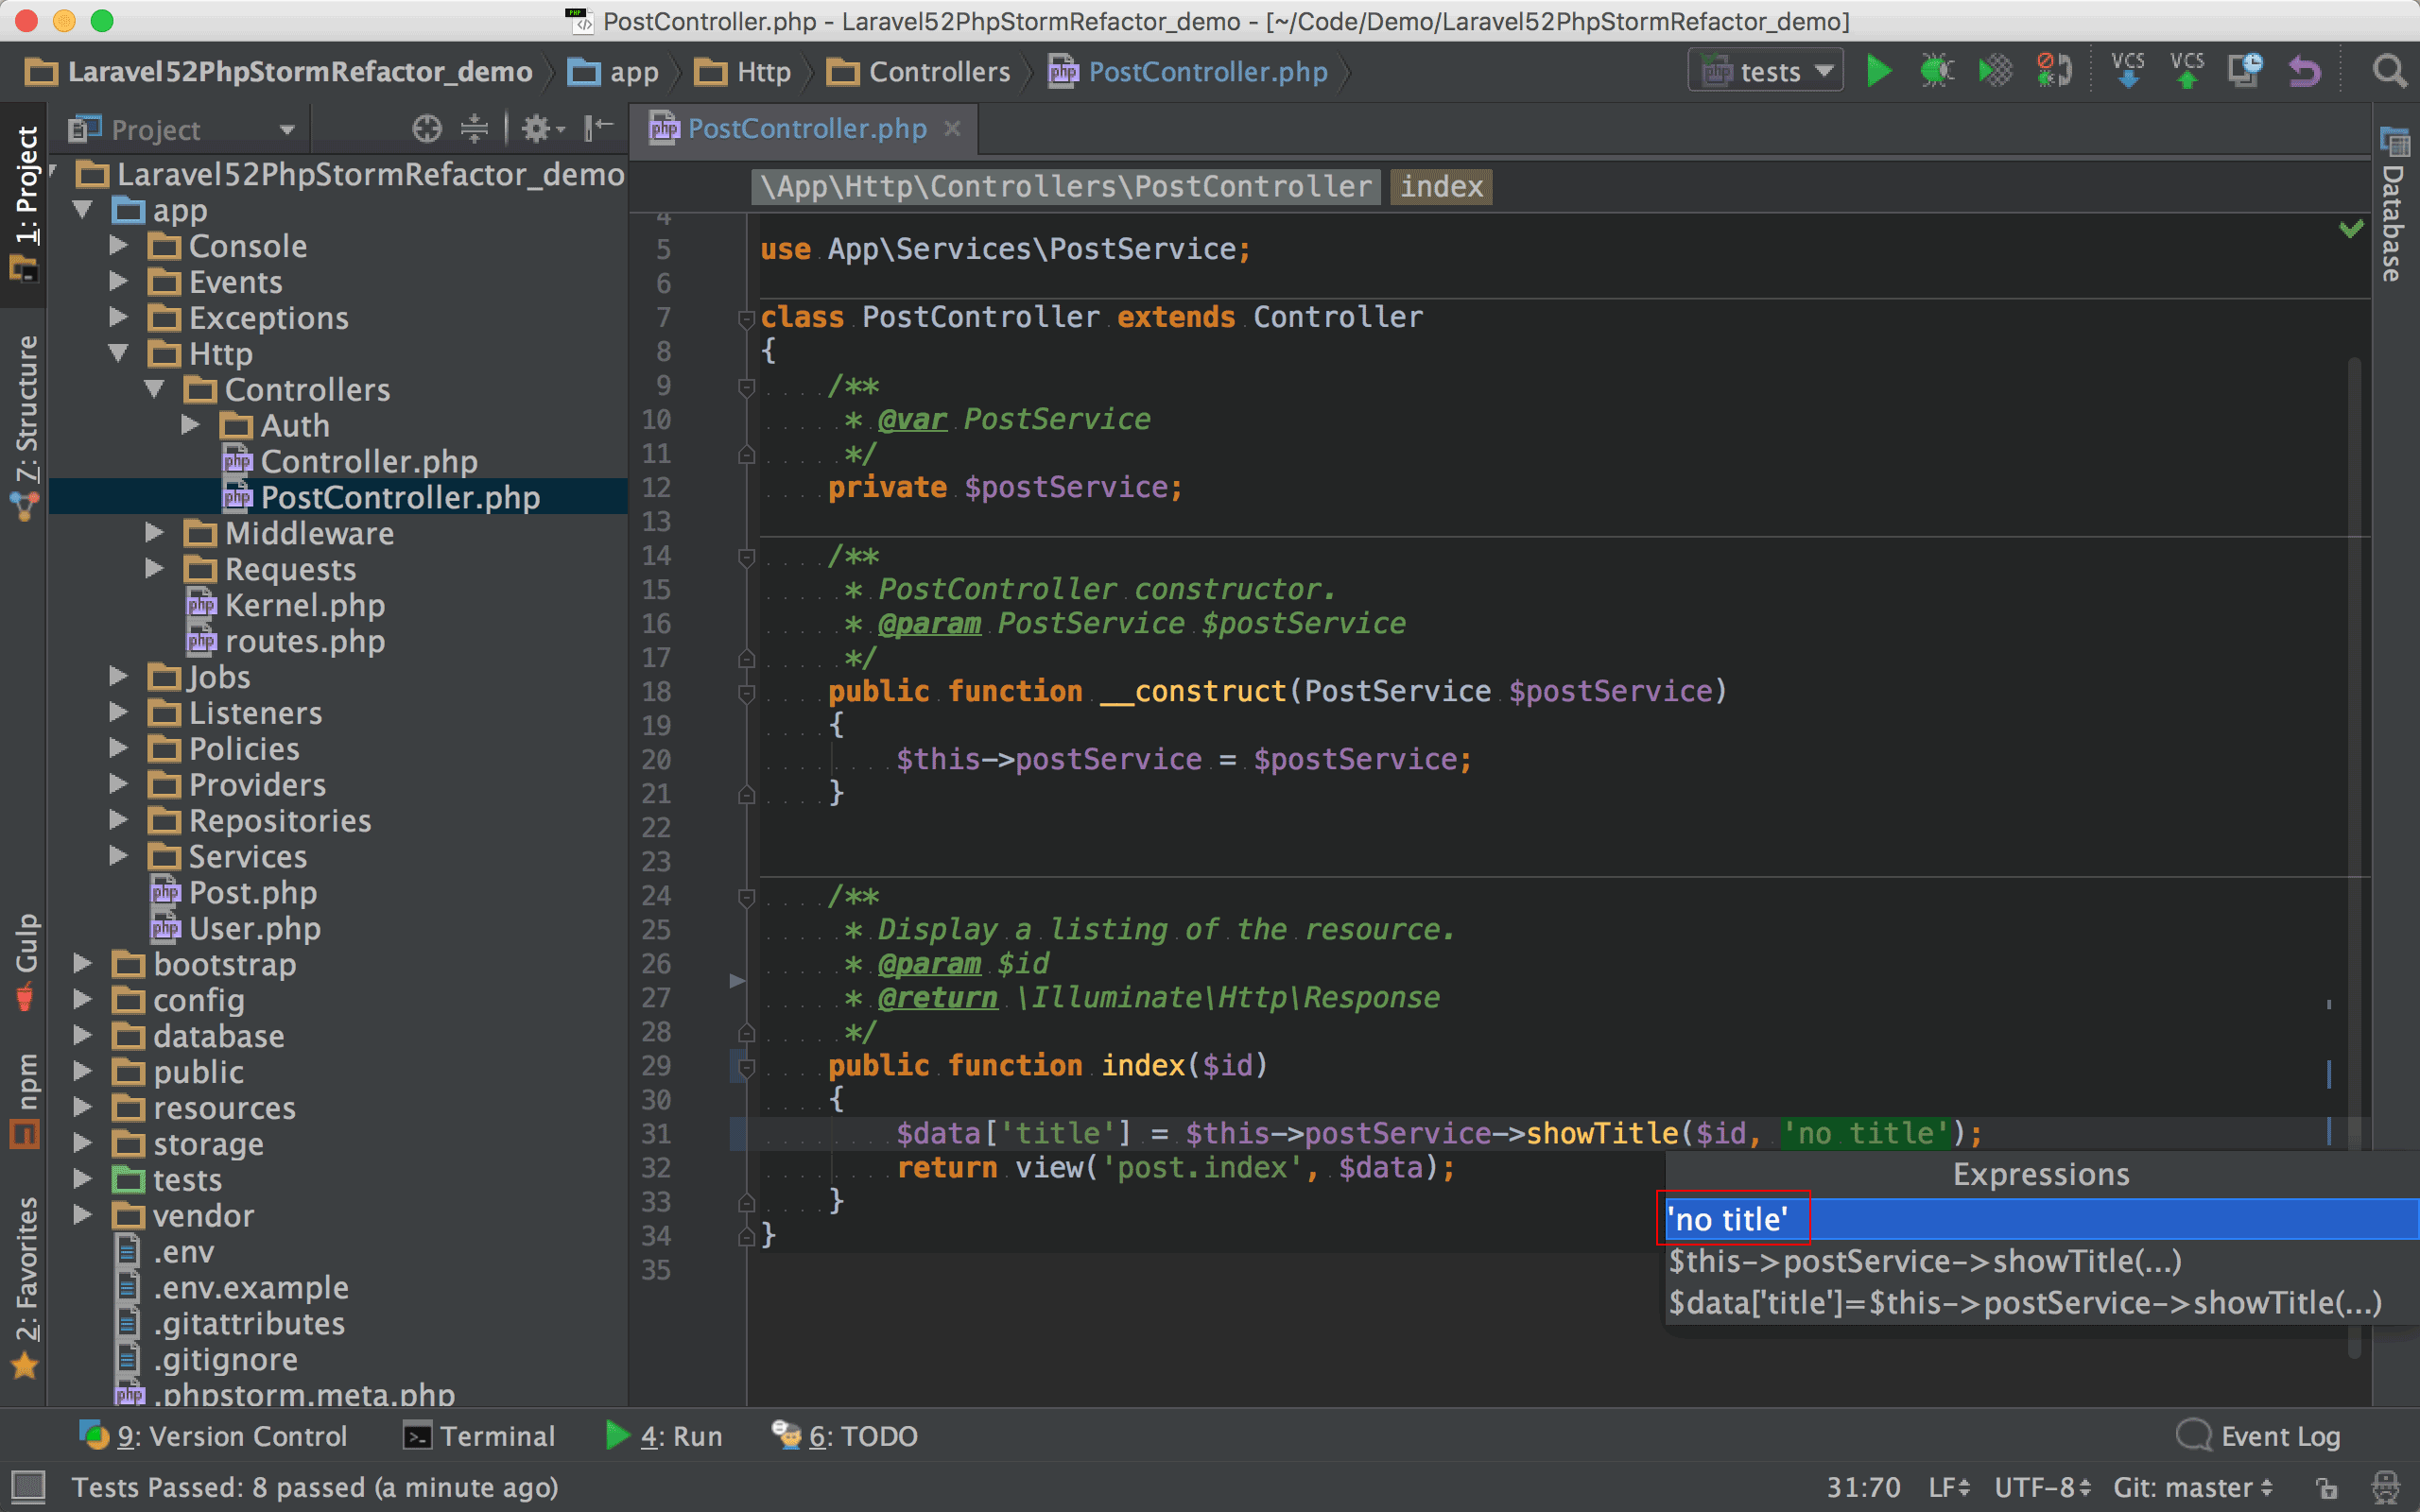 PostController.php - Laravel52PhpStormRefactor_demo - [~/Code/Demo/Laravel52PhpStormRefactor_demo]
Laravel52PhpStormRefactor_demo app Http Controllers PostController.php tests VCS VCS
1: Project
Z: Structure
Gulp
npm
2: Favorites
Project
Laravel52PhpStormRefactor_demo
app
Console
Events
Exceptions
Http
Controllers
Auth
Controller.php
PostController.php
Middleware
Requests
Kernel.php
routes.php
Jobs
Listeners
Policies
Providers
Repositories
Services
Post.php
User.php
bootstrap
config
database
public
resources
storage
tests
vendor
.env
.env.example
.gitattributes
.gitignore
.phpstorm.meta.php
PostController.php
\App\Http\Controllers\PostController index
4
5 use App\Services\PostService;
6
7 class PostController extends Controller
8 {
9 /**
10 * @var PostService
11 */
12 private $postService;
13
14 /**
15 * PostController constructor.
16 * @param PostService $postService
17 */
18 public function __construct(PostService $postService)
19 {
20 $this->postService = $postService;
21 }
22
23
24 /**
25 * Display a listing of the resource.
26 * @param $id
27 * @return \Illuminate\Http\Response
28 */
29 public function index($id)
30 {
31 $data['title'] = $this->postService->showTitle($id, 'no title');
32 return view('post.index', $data);
33 }
34 }
35
Expressions
'no title'
$this->postService->showTitle(...)
$data['title']=$this->postService->showTitle(...)
Database
9: Version Control Terminal 4: Run 6: TODO Event Log
Tests Passed: 8 passed (a minute ago) 31:70 LF UTF-8 Git: master